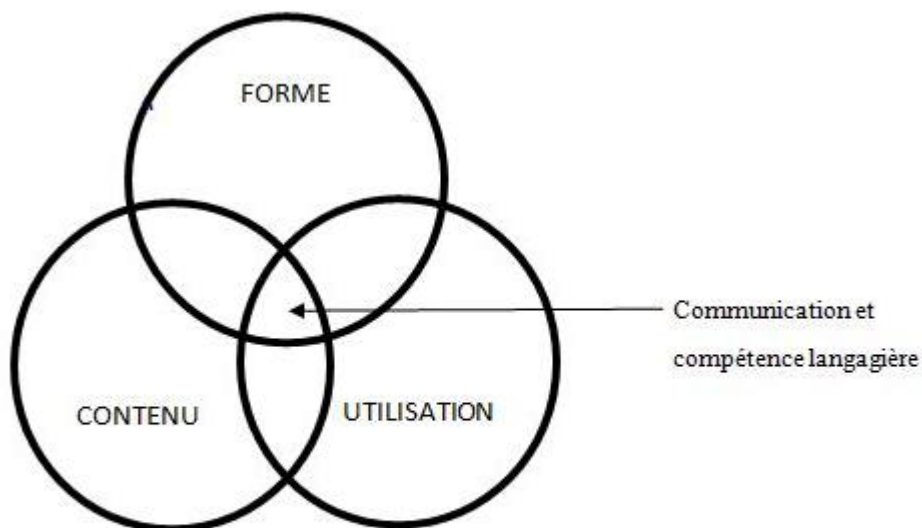 FORME
Communication et
compétence langagière
CONTENU
UTILISATION